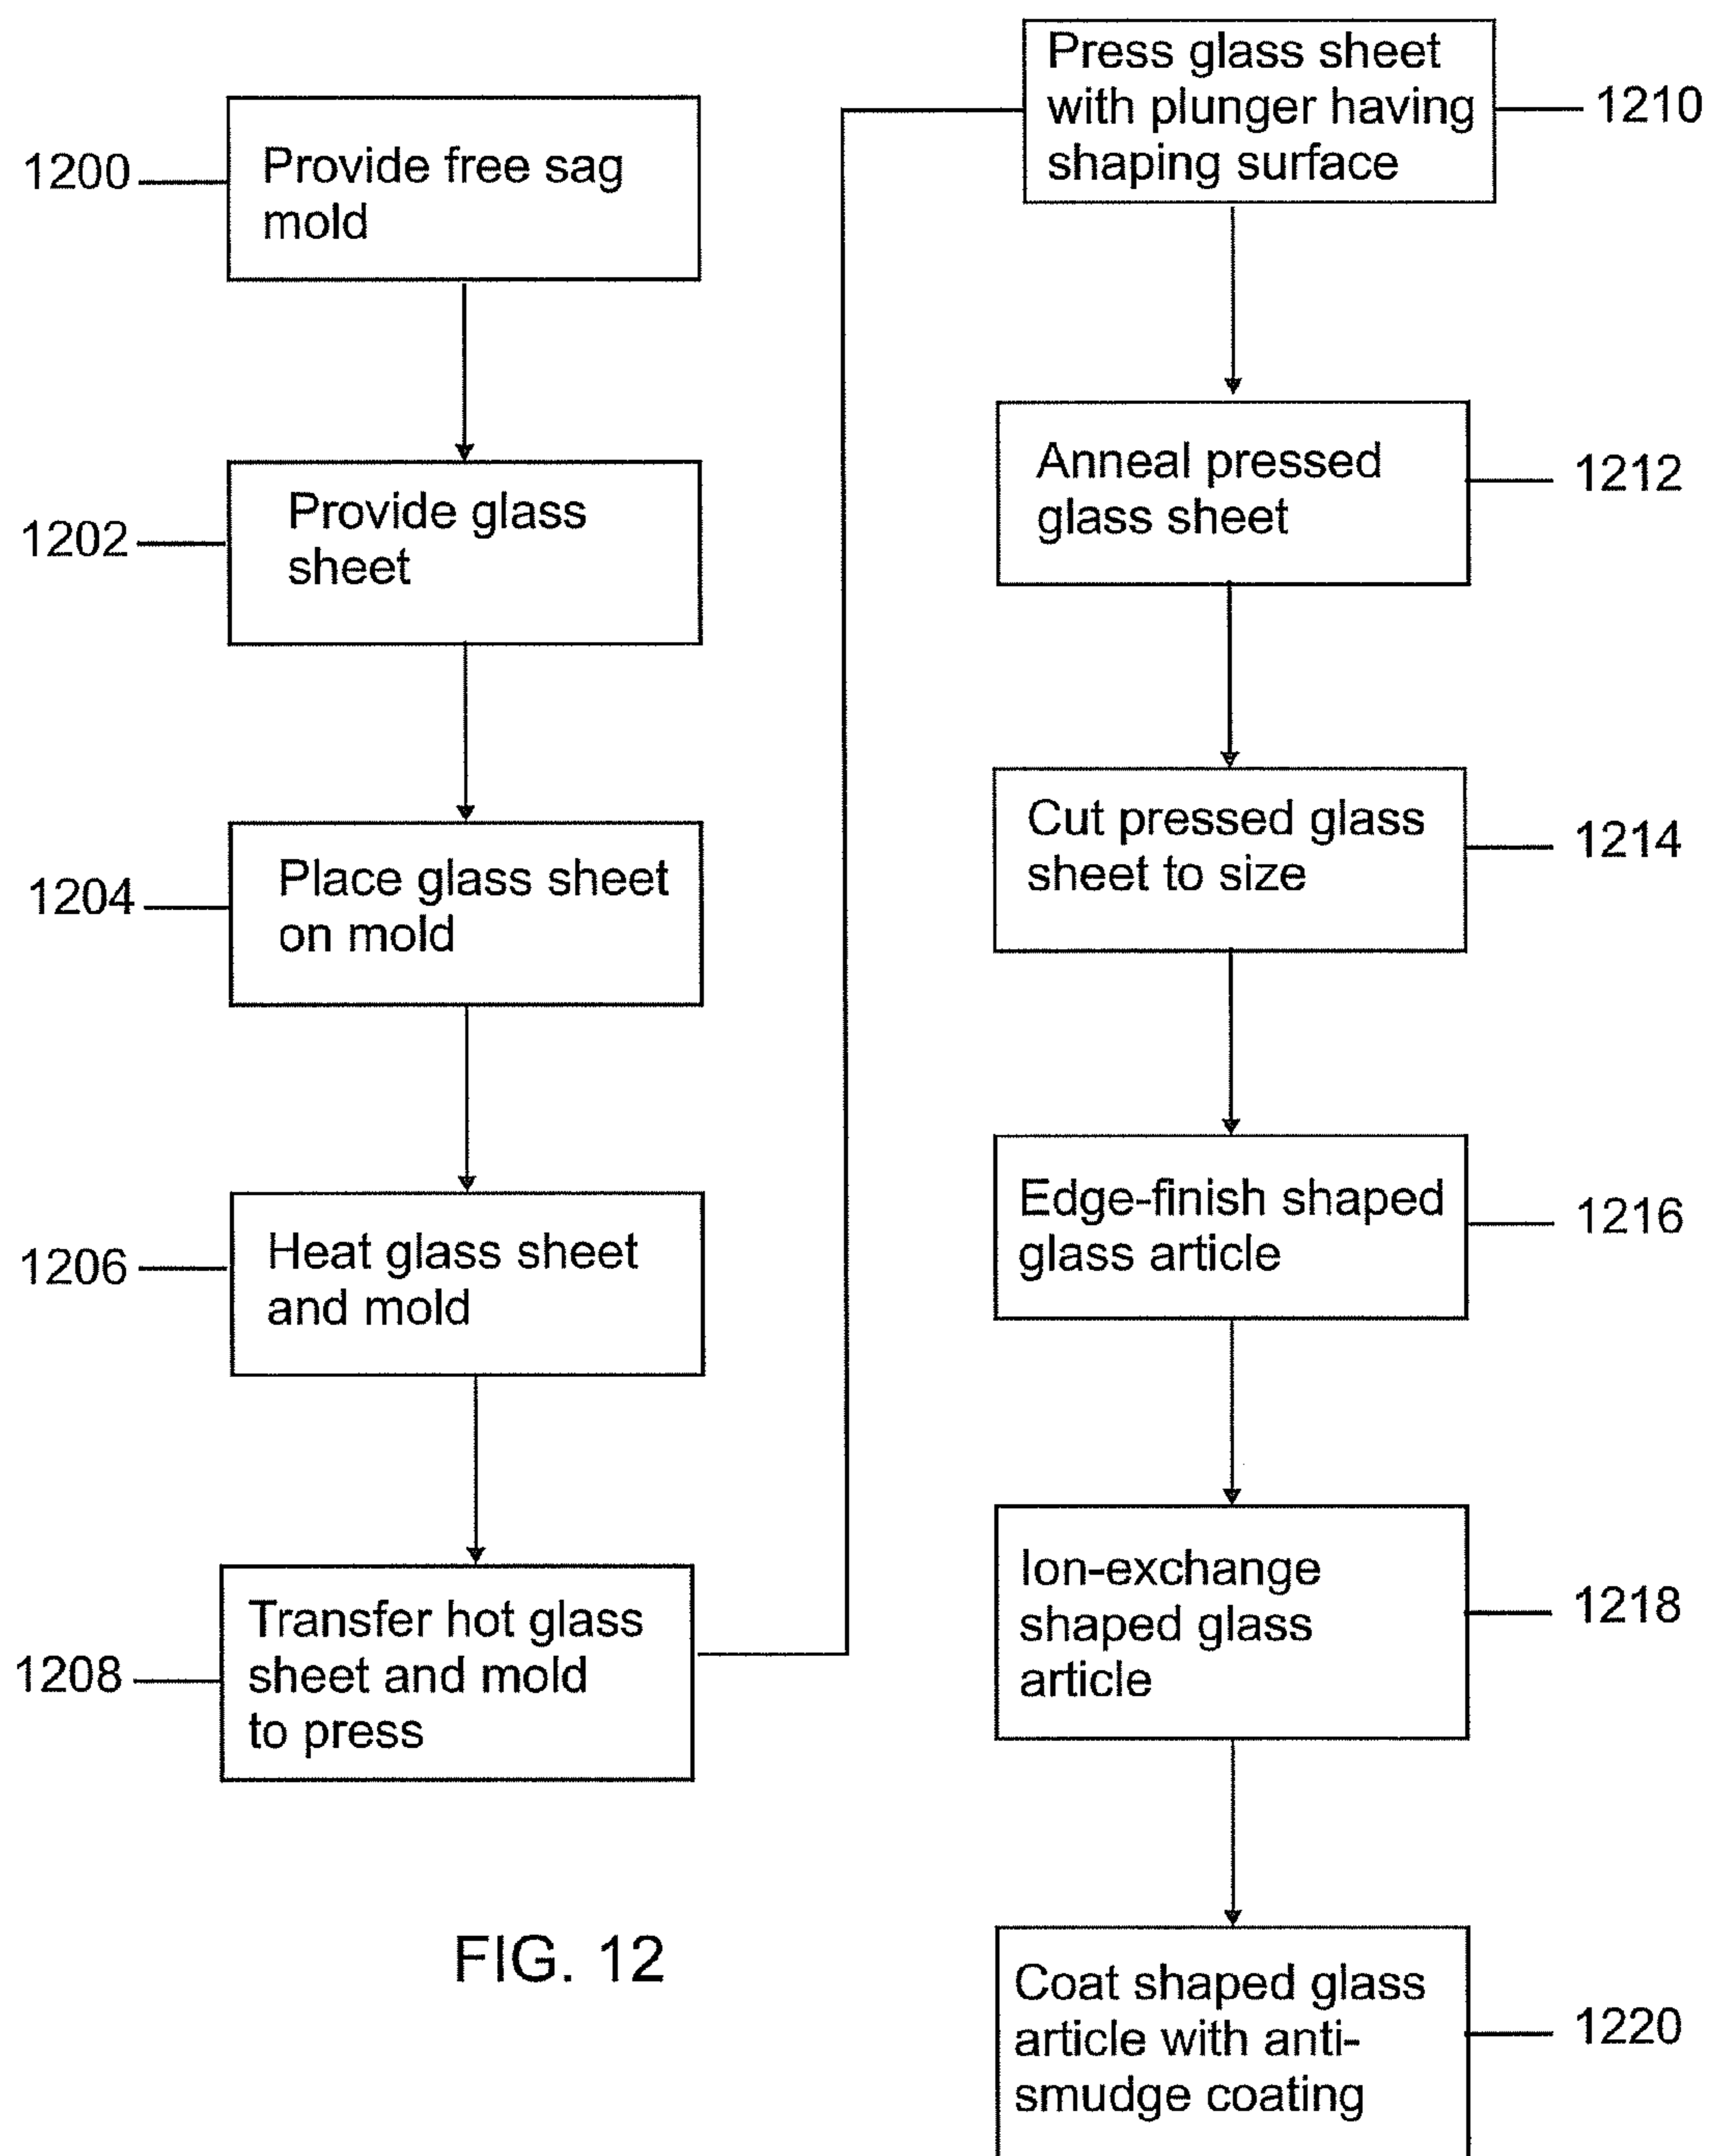 1200
Provide free sag
mold
1202
Provide glass
sheet
1204
Place glass sheet
on mold
1206
Heat glass sheet
and mold
1208
Transfer hot glass
sheet and mold
to press
Press glass sheet
with plunger having
shaping surface
1210
Anneal pressed
glass sheet
1212
Cut pressed glass
sheet to size
1214
Edge-finish shaped
glass article
1216
Ion-exchange
shaped glass
article
1218
Coat shaped glass
article with anti-
smudge coating
1220
FIG. 12